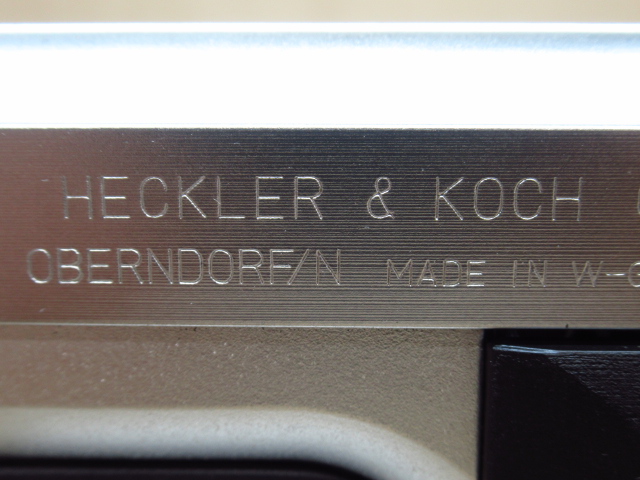 HECKLER & KOCH
OBERNDORF/N MADE IN W-G